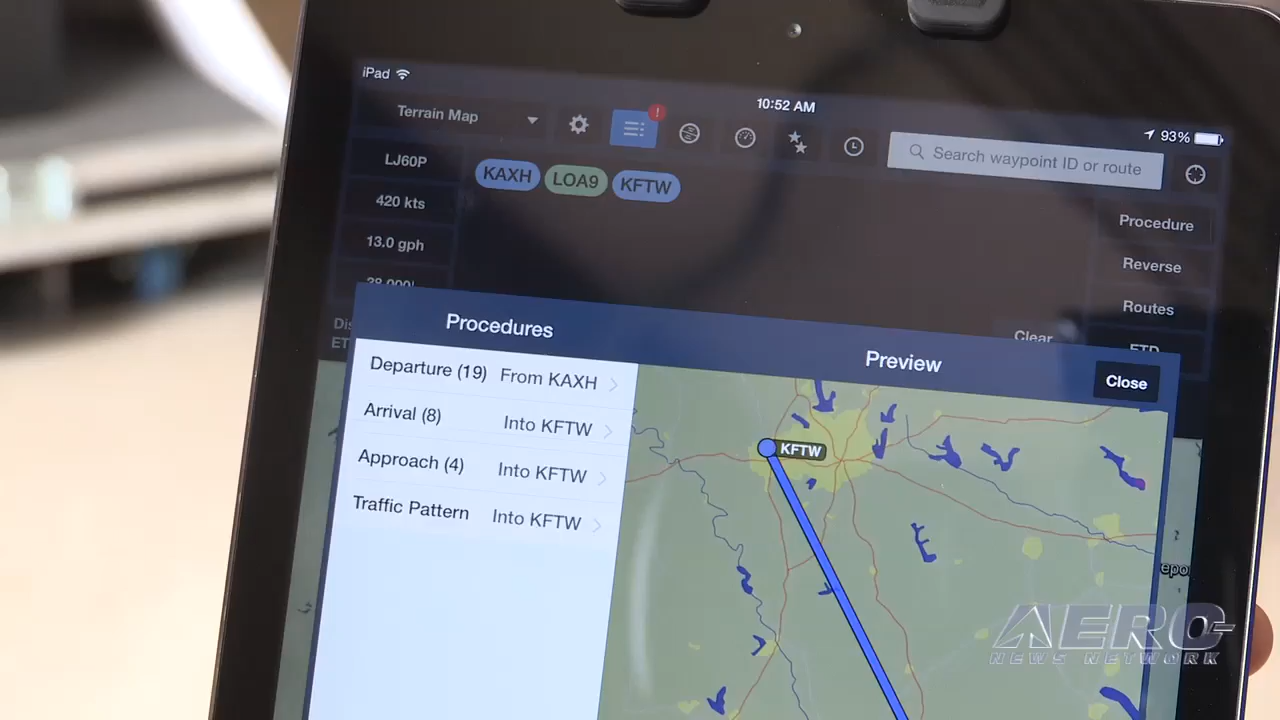 iPad
10:52 AM
93%
Terrain Map
!
Search waypoint ID or route
LJ60P
KAXH
LOA9
KFTW
420 kts
13.0 gph
Procedure
Reverse
Routes
Clear
ETD
Procedures
Preview
Close
Departure (19) From KAXH
Arrival (8) Into KFTW
Approach (4) Into KFTW
Traffic Pattern Into KFTW
KFTW
AERO
NEWS NETWORK